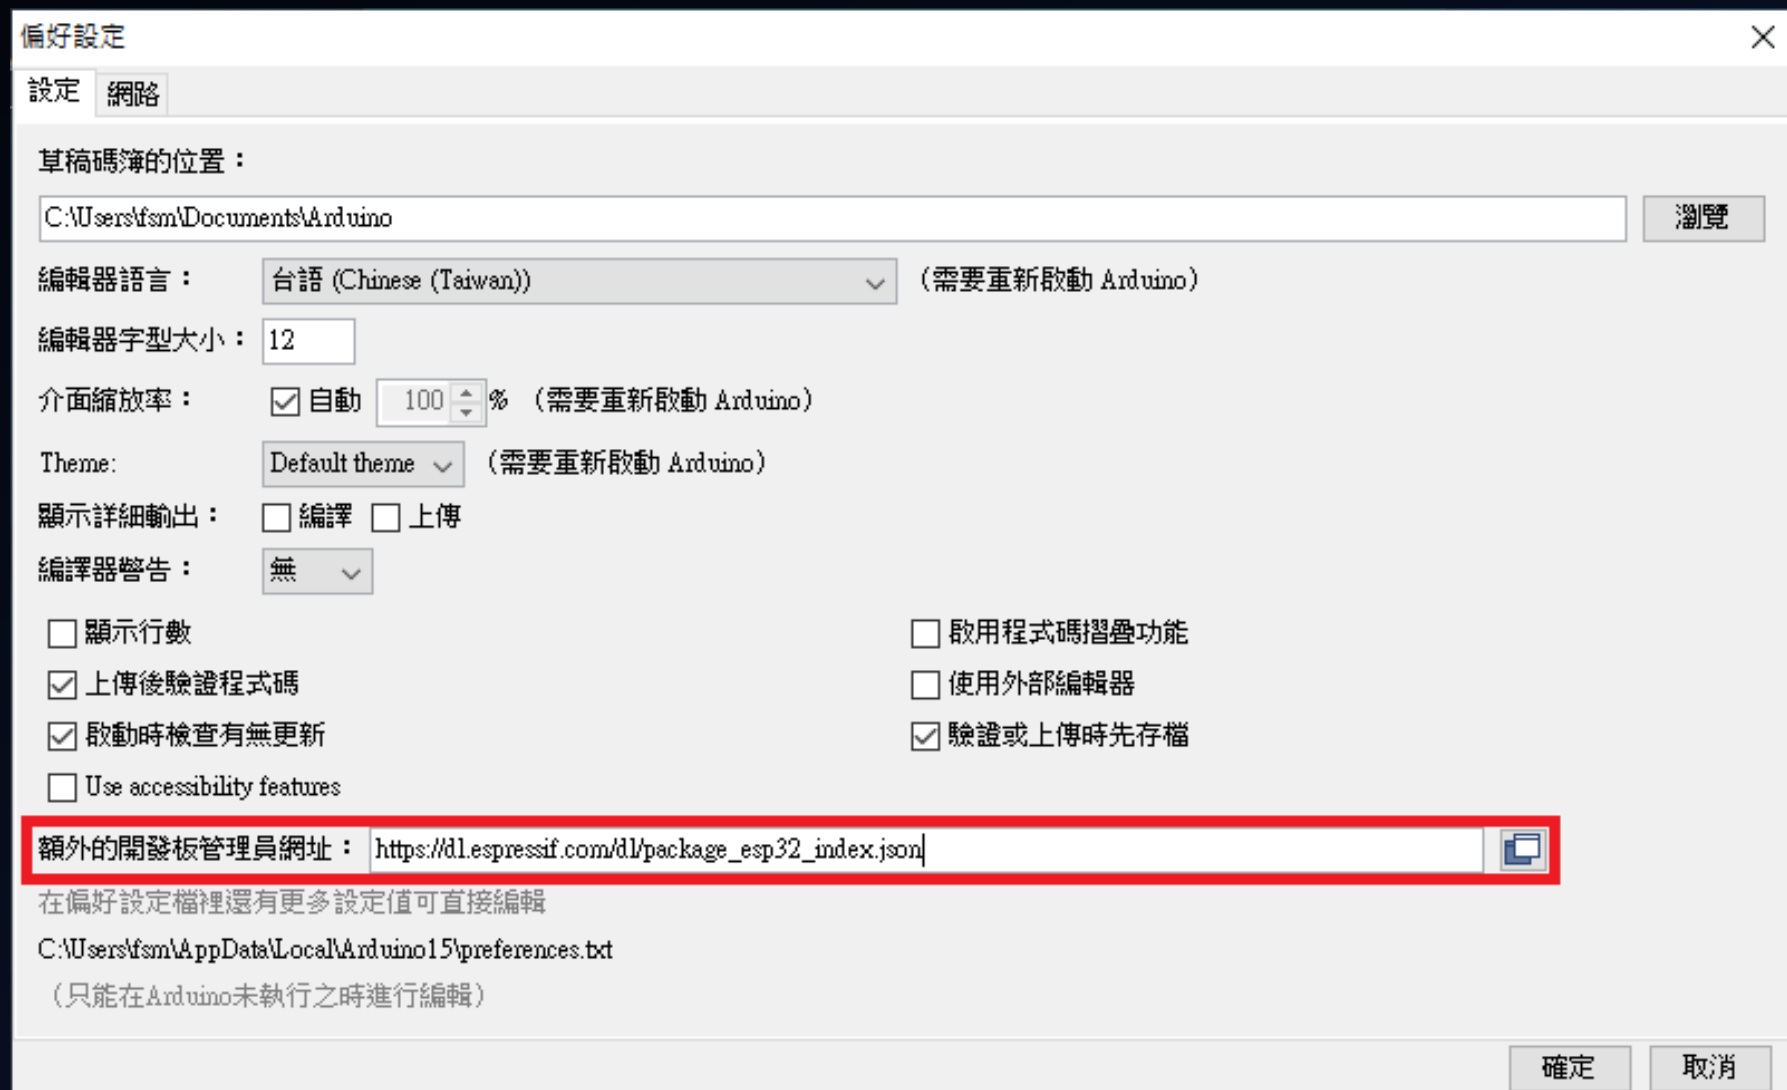 偏好設定
設定 網路
草稿碼簿的位置：
C:\Users\fsm\Documents\Arduino 瀏覽
編輯器語言： 台語 (Chinese (Taiwan)) （需要重新啟動 Arduino）
編輯器字型大小： 12
介面縮放率： 自動 100 % （需要重新啟動 Arduino）
Theme: Default theme （需要重新啟動 Arduino）
顯示詳細輸出： 編譯 上傳
編譯器警告： 無
顯示行數 啟用程式碼摺疊功能
上傳後驗證程式碼 使用外部編輯器
啟動時檢查有無更新 驗證或上傳時先存檔
Use accessibility features
額外的開發板管理員網址： https://dl.espressif.com/dl/package_esp32_index.json
在偏好設定檔裡還有更多設定值可直接編輯
C:\Users\fsm\AppData\Local\Arduino15\preferences.txt
（只能在Arduino未執行之時進行編輯）
確定 取消